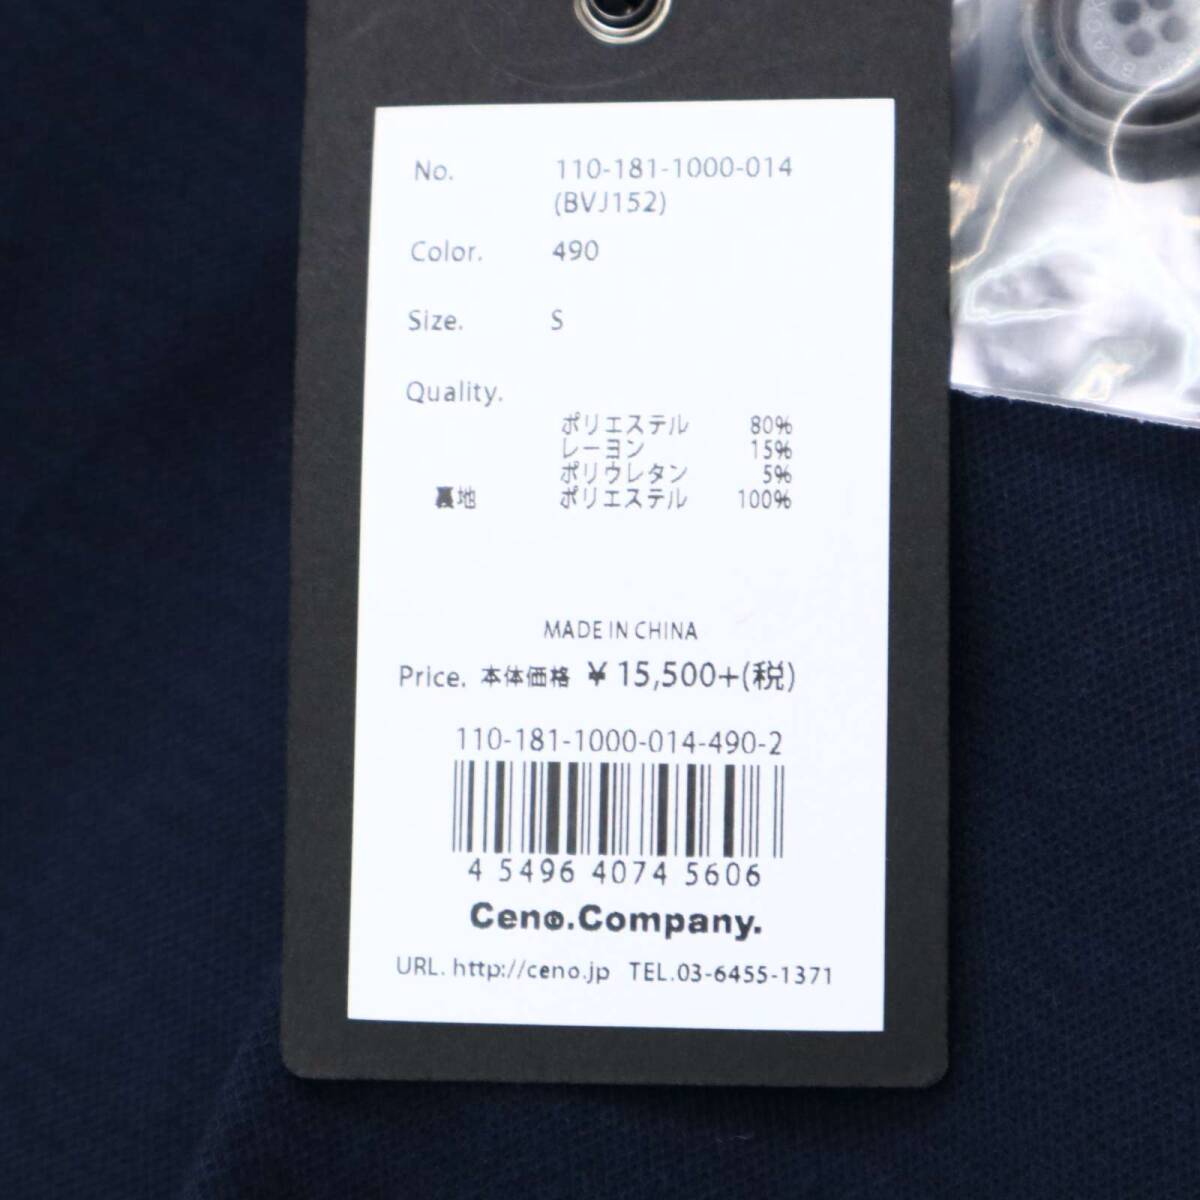 No. 110-181-1000-014
(BVJ152)
Color. 490
Size. S
Quality.
ポリエステル 80%
レーヨン 15%
ポリウレタン 5%
裏地 ポリエステル 100%
MADE IN CHINA
Price. 本体価格 ¥ 15,500+(税)
110-181-1000-014-490-2
4 5496 4074 5606
Ceno.Company.
URL. http://ceno.jp TEL.03-6455-1371
BLACK